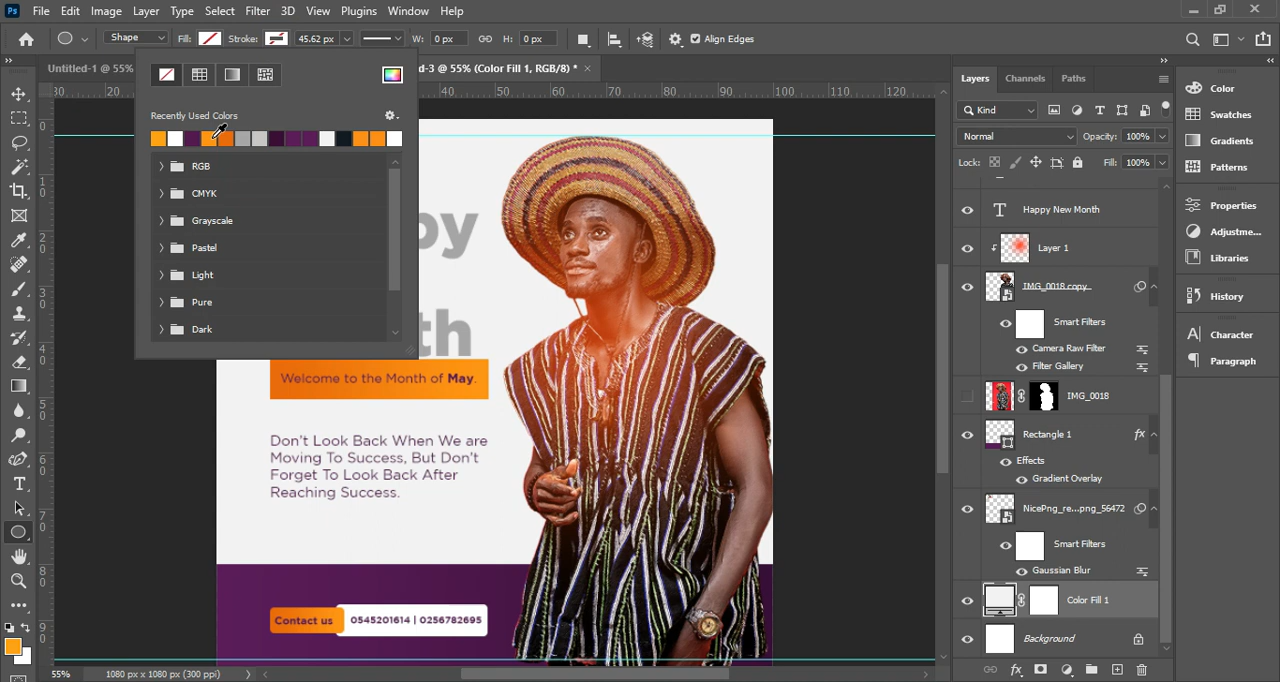 Ps File Edit Image Layer Type Select Filter 3D View Plugins Window Help
Shape Fill: Stroke: 45.62 px W: 0 px H: 0 px Align Edges
Untitled-1 @ 55% d-3 @ 55% (Color Fill 1, RGB/8) *
Recently Used Colors
RGB
CMYK
Grayscale
Pastel
Light
Pure
Dark
py
th
Welcome to the Month of May.
Don't Look Back When We are
Moving To Success, But Don't
Forget To Look Back After
Reaching Success.
Contact us 0545201614 | 0256782695
55% 1080 px x 1080 px (300 ppi)
Layers Channels Paths
Kind
Normal Opacity: 100%
Lock: Fill: 100%
Happy New Month
Layer 1
IMG_0018 copy
Smart Filters
Camera Raw Filter
Filter Gallery
IMG_0018
Rectangle 1 fx
Effects
Gradient Overlay
NicePng_re...png_56472
Smart Filters
Gaussian Blur
Color Fill 1
Background
Color
Swatches
Gradients
Patterns
Properties
Adjustme...
Libraries
History
Character
Paragraph